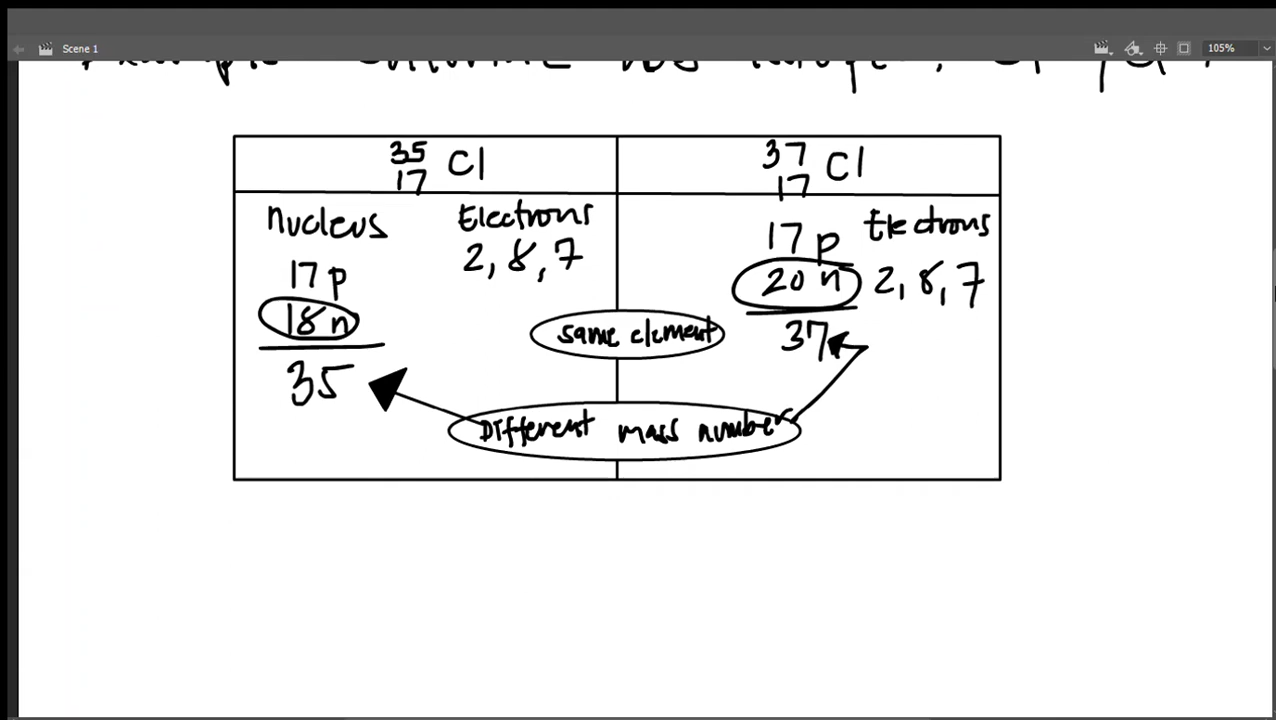 Scene 1
105%
35
17 Cl
37
17 Cl
Nucleus
Electrons
17 p
2, 8, 7
18 n
35
17 p
Electrons
20 n
2, 8, 7
37
same element
Different mass number